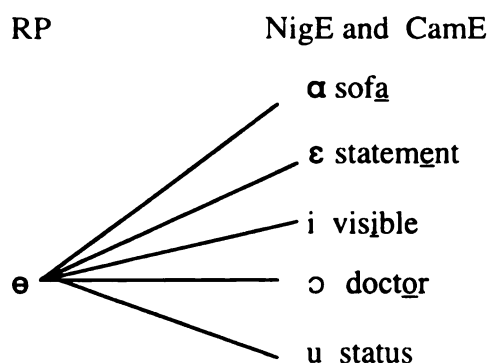 RP NigE and CamE
ɑ sofa
ɛ statement
i visible
ɵ ɔ doctor
u status